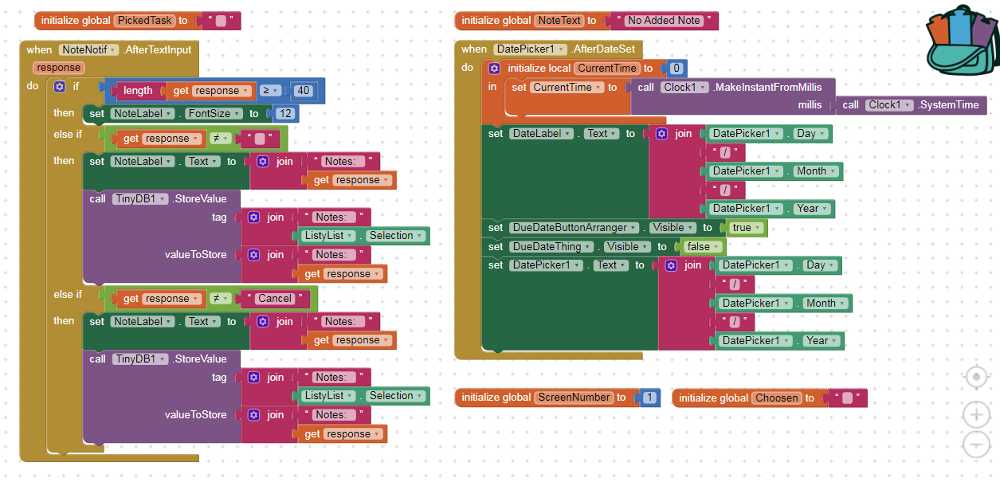 initialize global PickedTask to “ ”
when NoteNotif .AfterTextInput
response
do if length get response ≥ 40
then set NoteLabel . FontSize to 12
else if get response ≠ “ ”
then set NoteLabel . Text to join “ Notes: ”
get response
call TinyDB1 .StoreValue
tag join “ Notes: ”
ListyList . Selection
valueToStore join “ Notes: ”
get response
else if get response ≠ “ Cancel ”
then set NoteLabel . Text to join “ Notes: ”
get response
call TinyDB1 .StoreValue
tag join “ Notes: ”
ListyList . Selection
valueToStore join “ Notes: ”
get response
initialize global NoteText to “ No Added Note ”
when DatePicker1 .AfterDateSet
do initialize local CurrentTime to 0
in set CurrentTime to call Clock1 .MakeInstantFromMillis
millis call Clock1 .SystemTime
set DateLabel . Text to join DatePicker1 . Day
“ / ”
DatePicker1 . Month
“ / ”
DatePicker1 . Year
set DueDateButtonArranger . Visible to true
set DueDateThing . Visible to false
set DatePicker1 . Text to join DatePicker1 . Day
“ / ”
DatePicker1 . Month
“ / ”
DatePicker1 . Year
initialize global ScreenNumber to 1
initialize global Choosen to “ ”